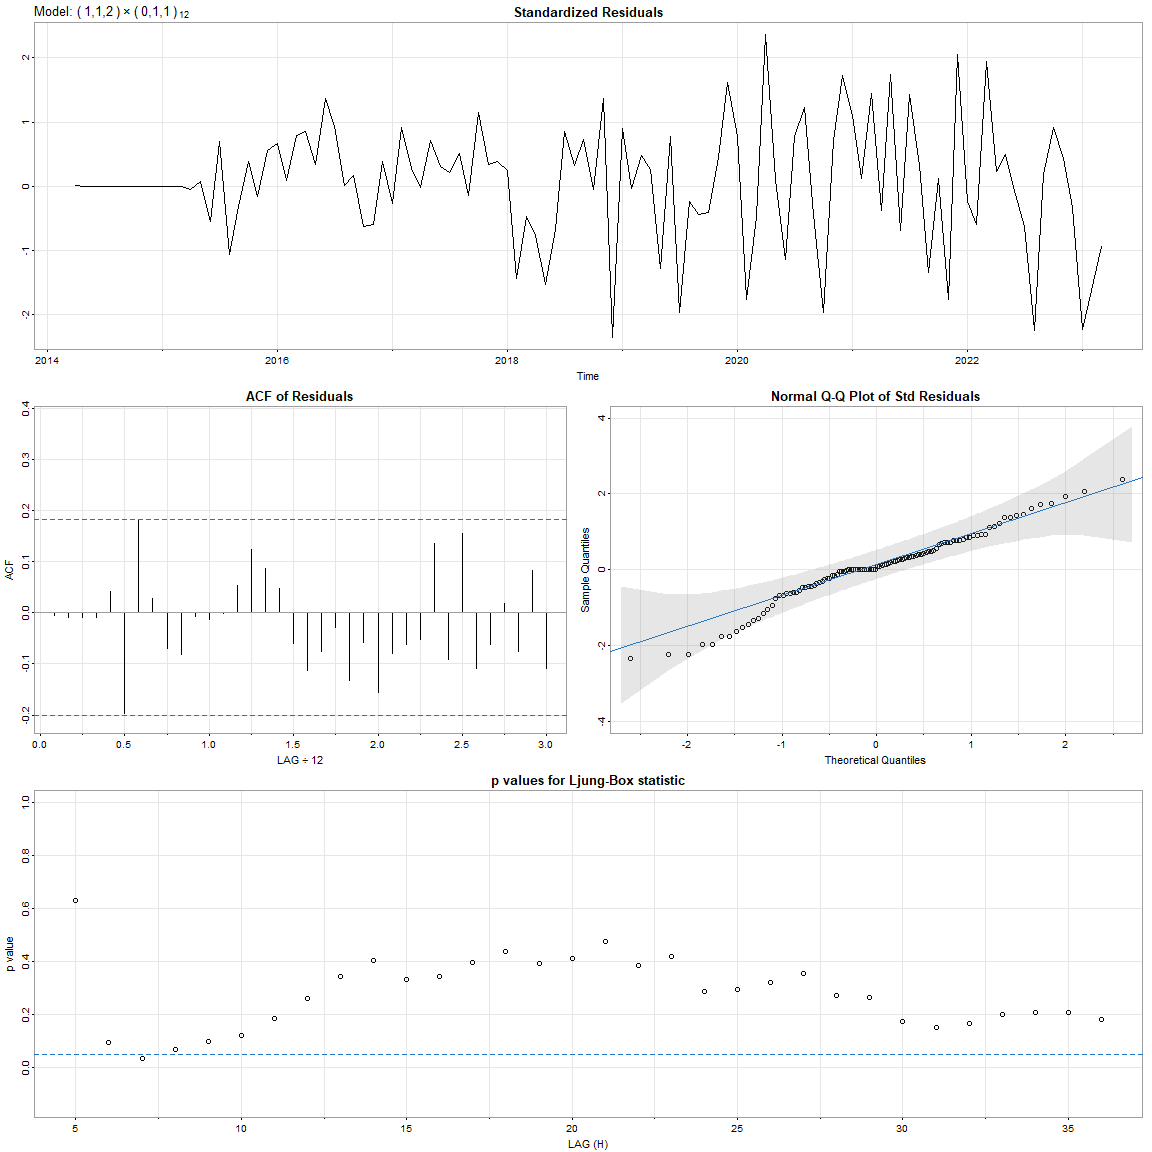 Model: ( 1,1,2 ) × ( 0,1,1 ) 12
Standardized Residuals
2
1
0
-1
-2
2014 2016 2018 2020 2022
Time
ACF of Residuals
ACF
0.4
0.3
0.2
0.1
0.0
-0.1
-0.2
0.0 0.5 1.0 1.5 2.0 2.5 3.0
LAG ÷ 12
Normal Q-Q Plot of Std Residuals
Sample Quantiles
4
2
0
-2
-4
-2 -1 0 1 2
Theoretical Quantiles
p values for Ljung-Box statistic
p value
1.0
0.8
0.6
0.4
0.2
0.0
5 10 15 20 25 30 35
LAG (H)